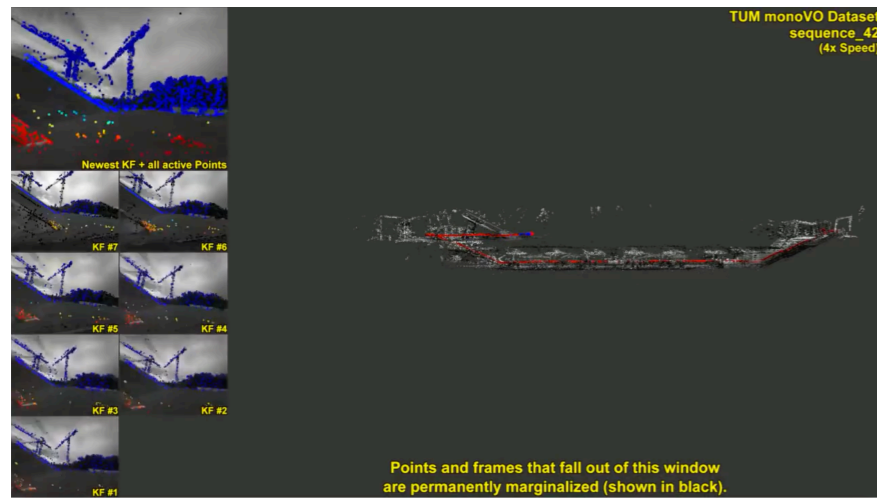 TUM monoVO Dataset
sequence_42
(4x Speed)
Newest KF + all active Points
KF #7
KF #6
KF #5
KF #4
KF #3
KF #2
KF #1
Points and frames that fall out of this window
are permanently marginalized (shown in black).